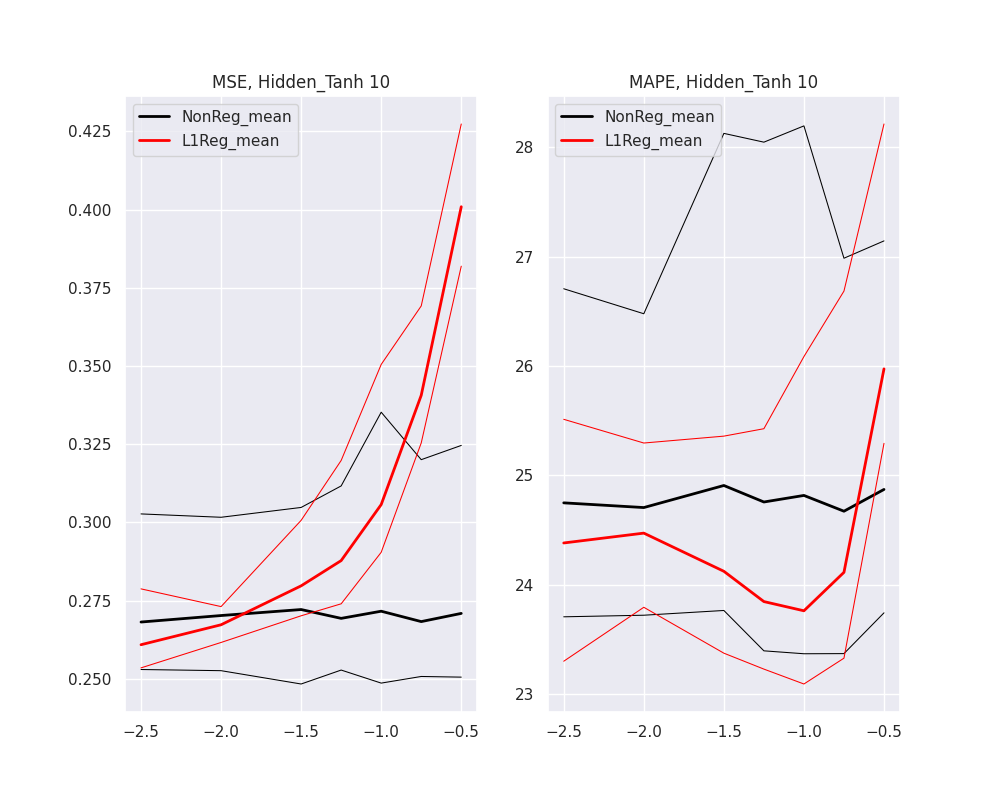 MSE, Hidden_Tanh 10
NonReg_mean
L1Reg_mean
0.425
0.400
0.375
0.350
0.325
0.300
0.275
0.250
−2.5 −2.0 −1.5 −1.0 −0.5
MAPE, Hidden_Tanh 10
NonReg_mean
L1Reg_mean
28
27
26
25
24
23
−2.5 −2.0 −1.5 −1.0 −0.5